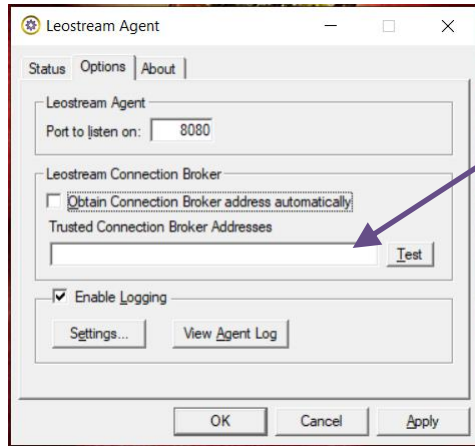 Leostream Agent
Status Options About
Leostream Agent
Port to listen on: 8080
Leostream Connection Broker
Obtain Connection Broker address automatically
Trusted Connection Broker Addresses
Test
Enable Logging
Settings... View Agent Log
OK Cancel Apply